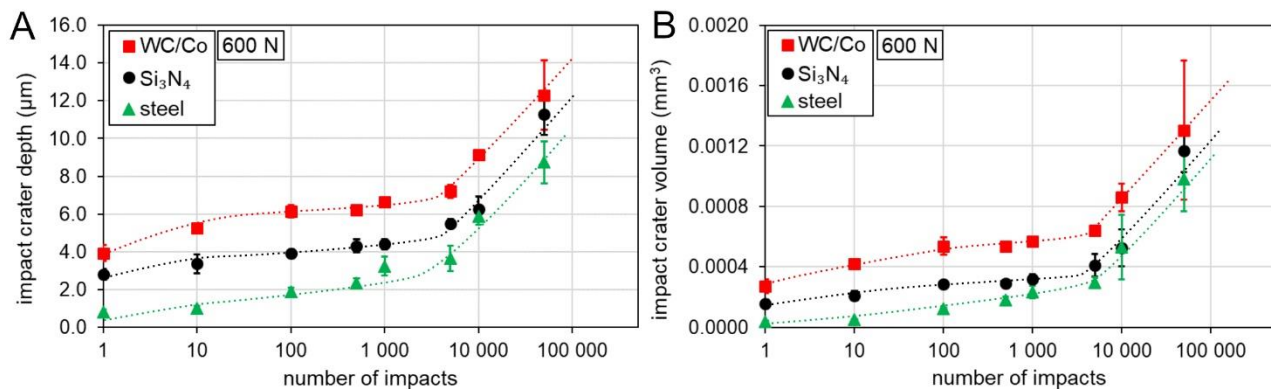 A
impact crater depth (µm)
16.0
14.0
12.0
10.0
8.0
6.0
4.0
2.0
0.0
WC/Co 600 N
Si₃N₄
steel
1 10 100 1 000 10 000 100 000
number of impacts
B
impact crater volume (mm³)
0.0020
0.0016
0.0012
0.0008
0.0004
0.0000
WC/Co 600 N
Si₃N₄
steel
1 10 100 1 000 10 000 100 000
number of impacts